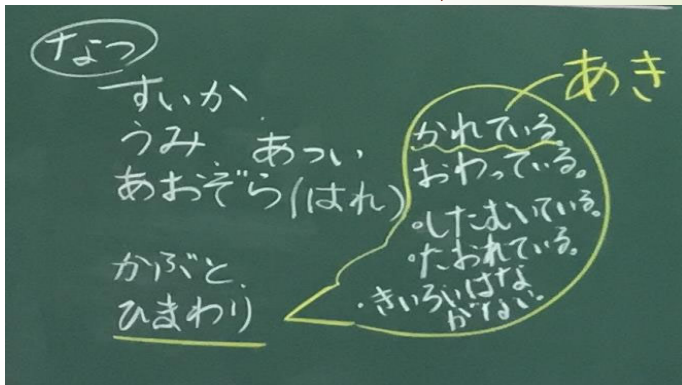 なつ
すいか
うみ あつい
あおぞら(はれ)
かぶと
ひまわり
あき
かれている。
おわっている。
・したむいている。
・たおれている。
・きいろいはな
がない。